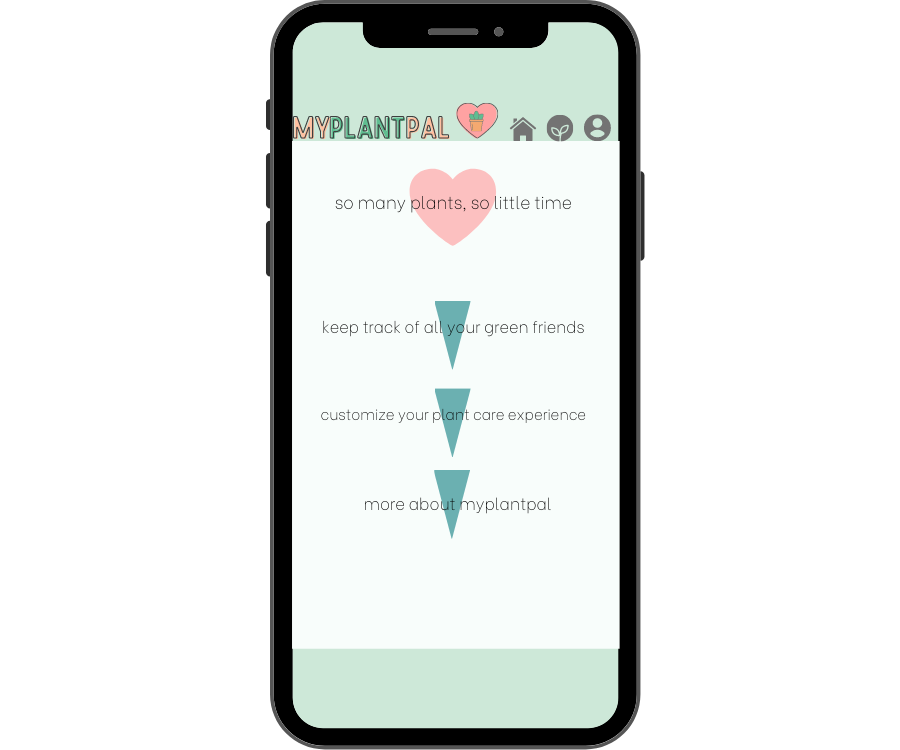 MYPLANTPAL
so many plants, so little time
keep track of all your green friends
customize your plant care experience
more about myplantpal